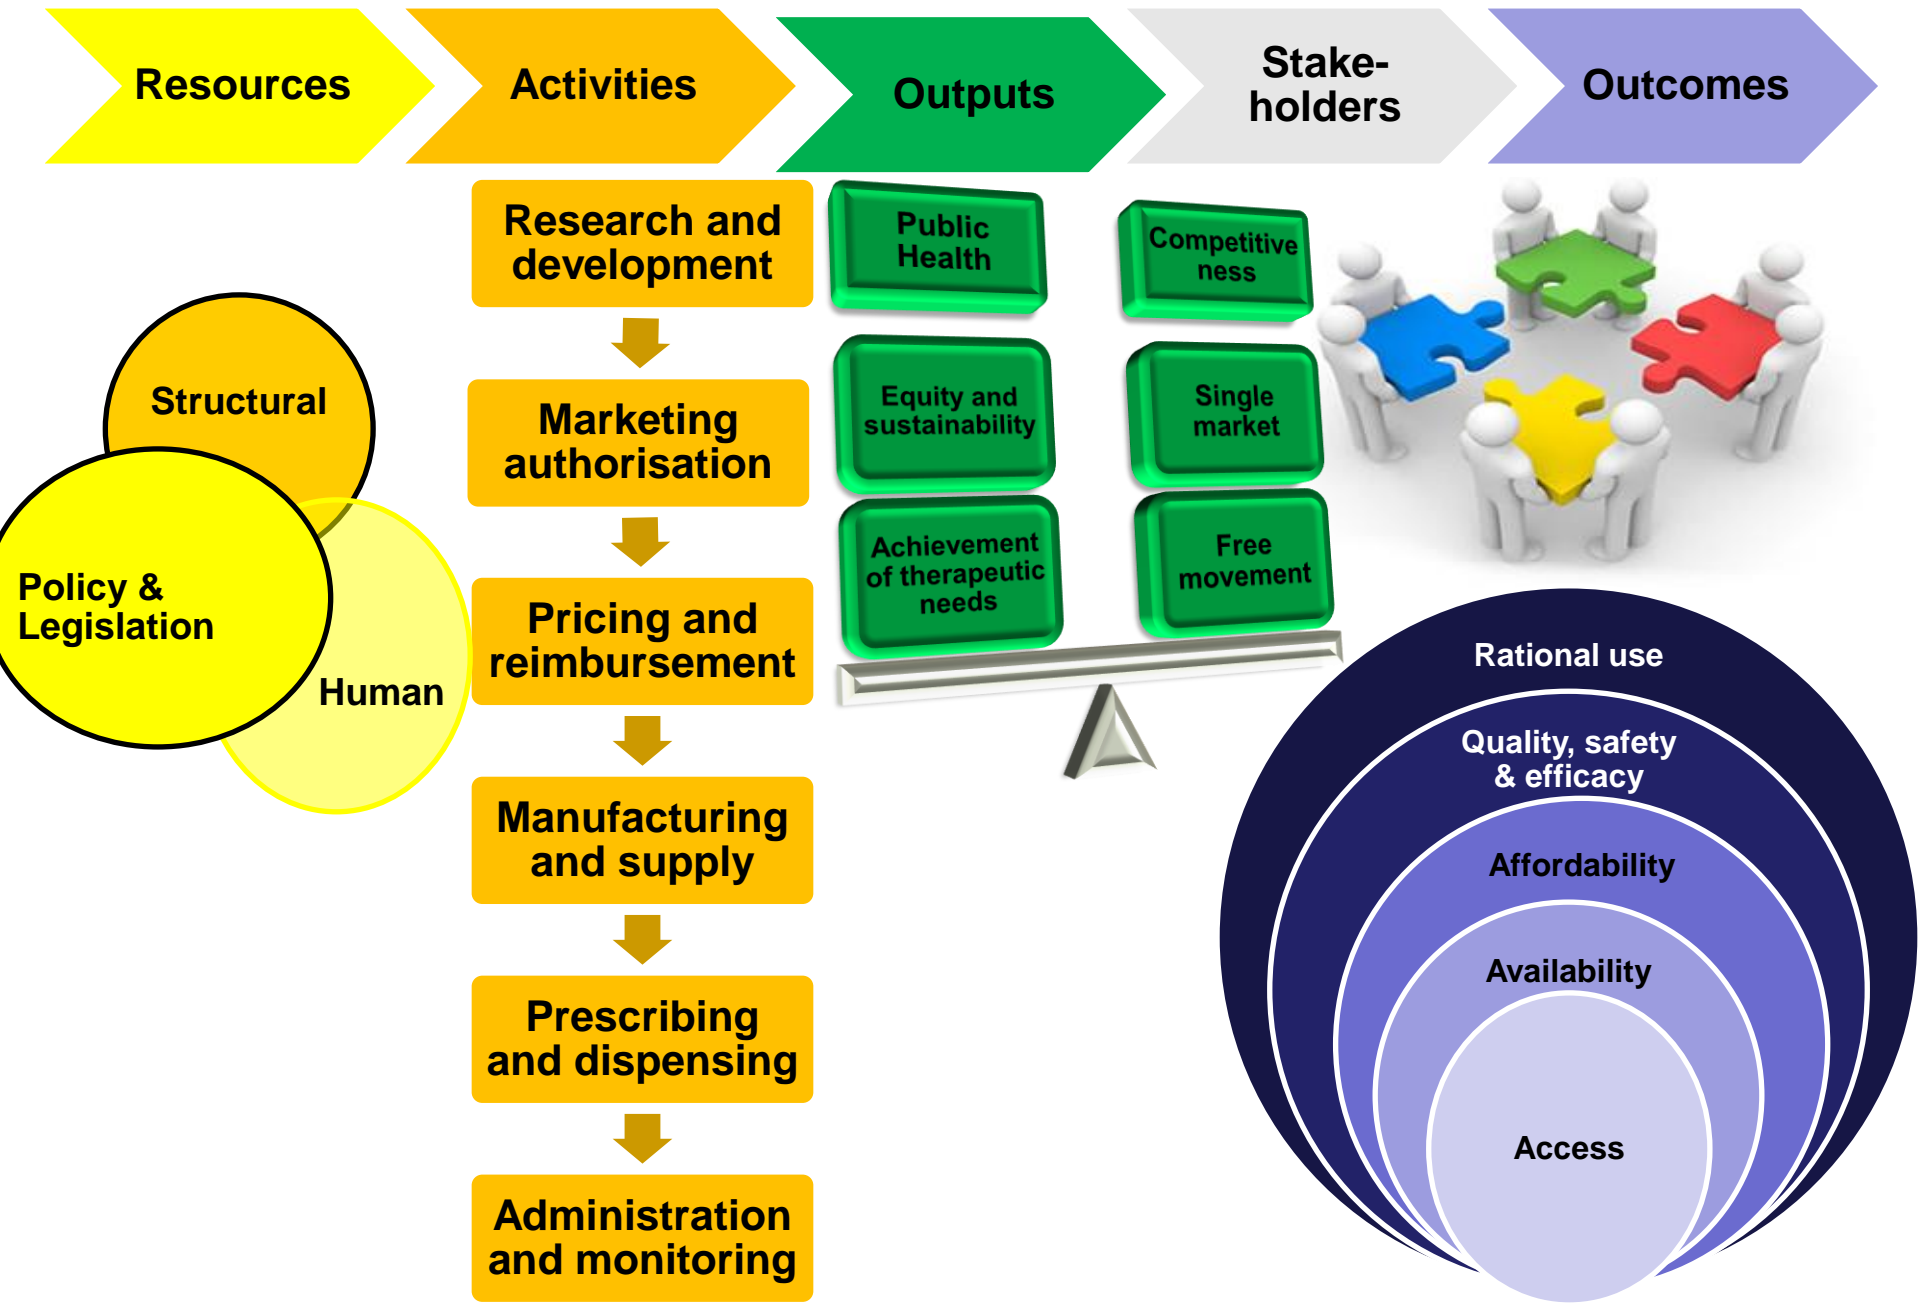 Resources
Activities
Outputs
Stake-
holders
Outcomes
Structural
Policy &
Legislation
Human
Research and
development
Marketing
authorisation
Pricing and
reimbursement
Manufacturing
and supply
Prescribing
and dispensing
Administration
and monitoring
Public
Health
Equity and
sustainability
Achievement
of therapeutic
needs
Competitive
ness
Single
market
Free
movement
Rational use
Quality, safety
& efficacy
Affordability
Availability
Access